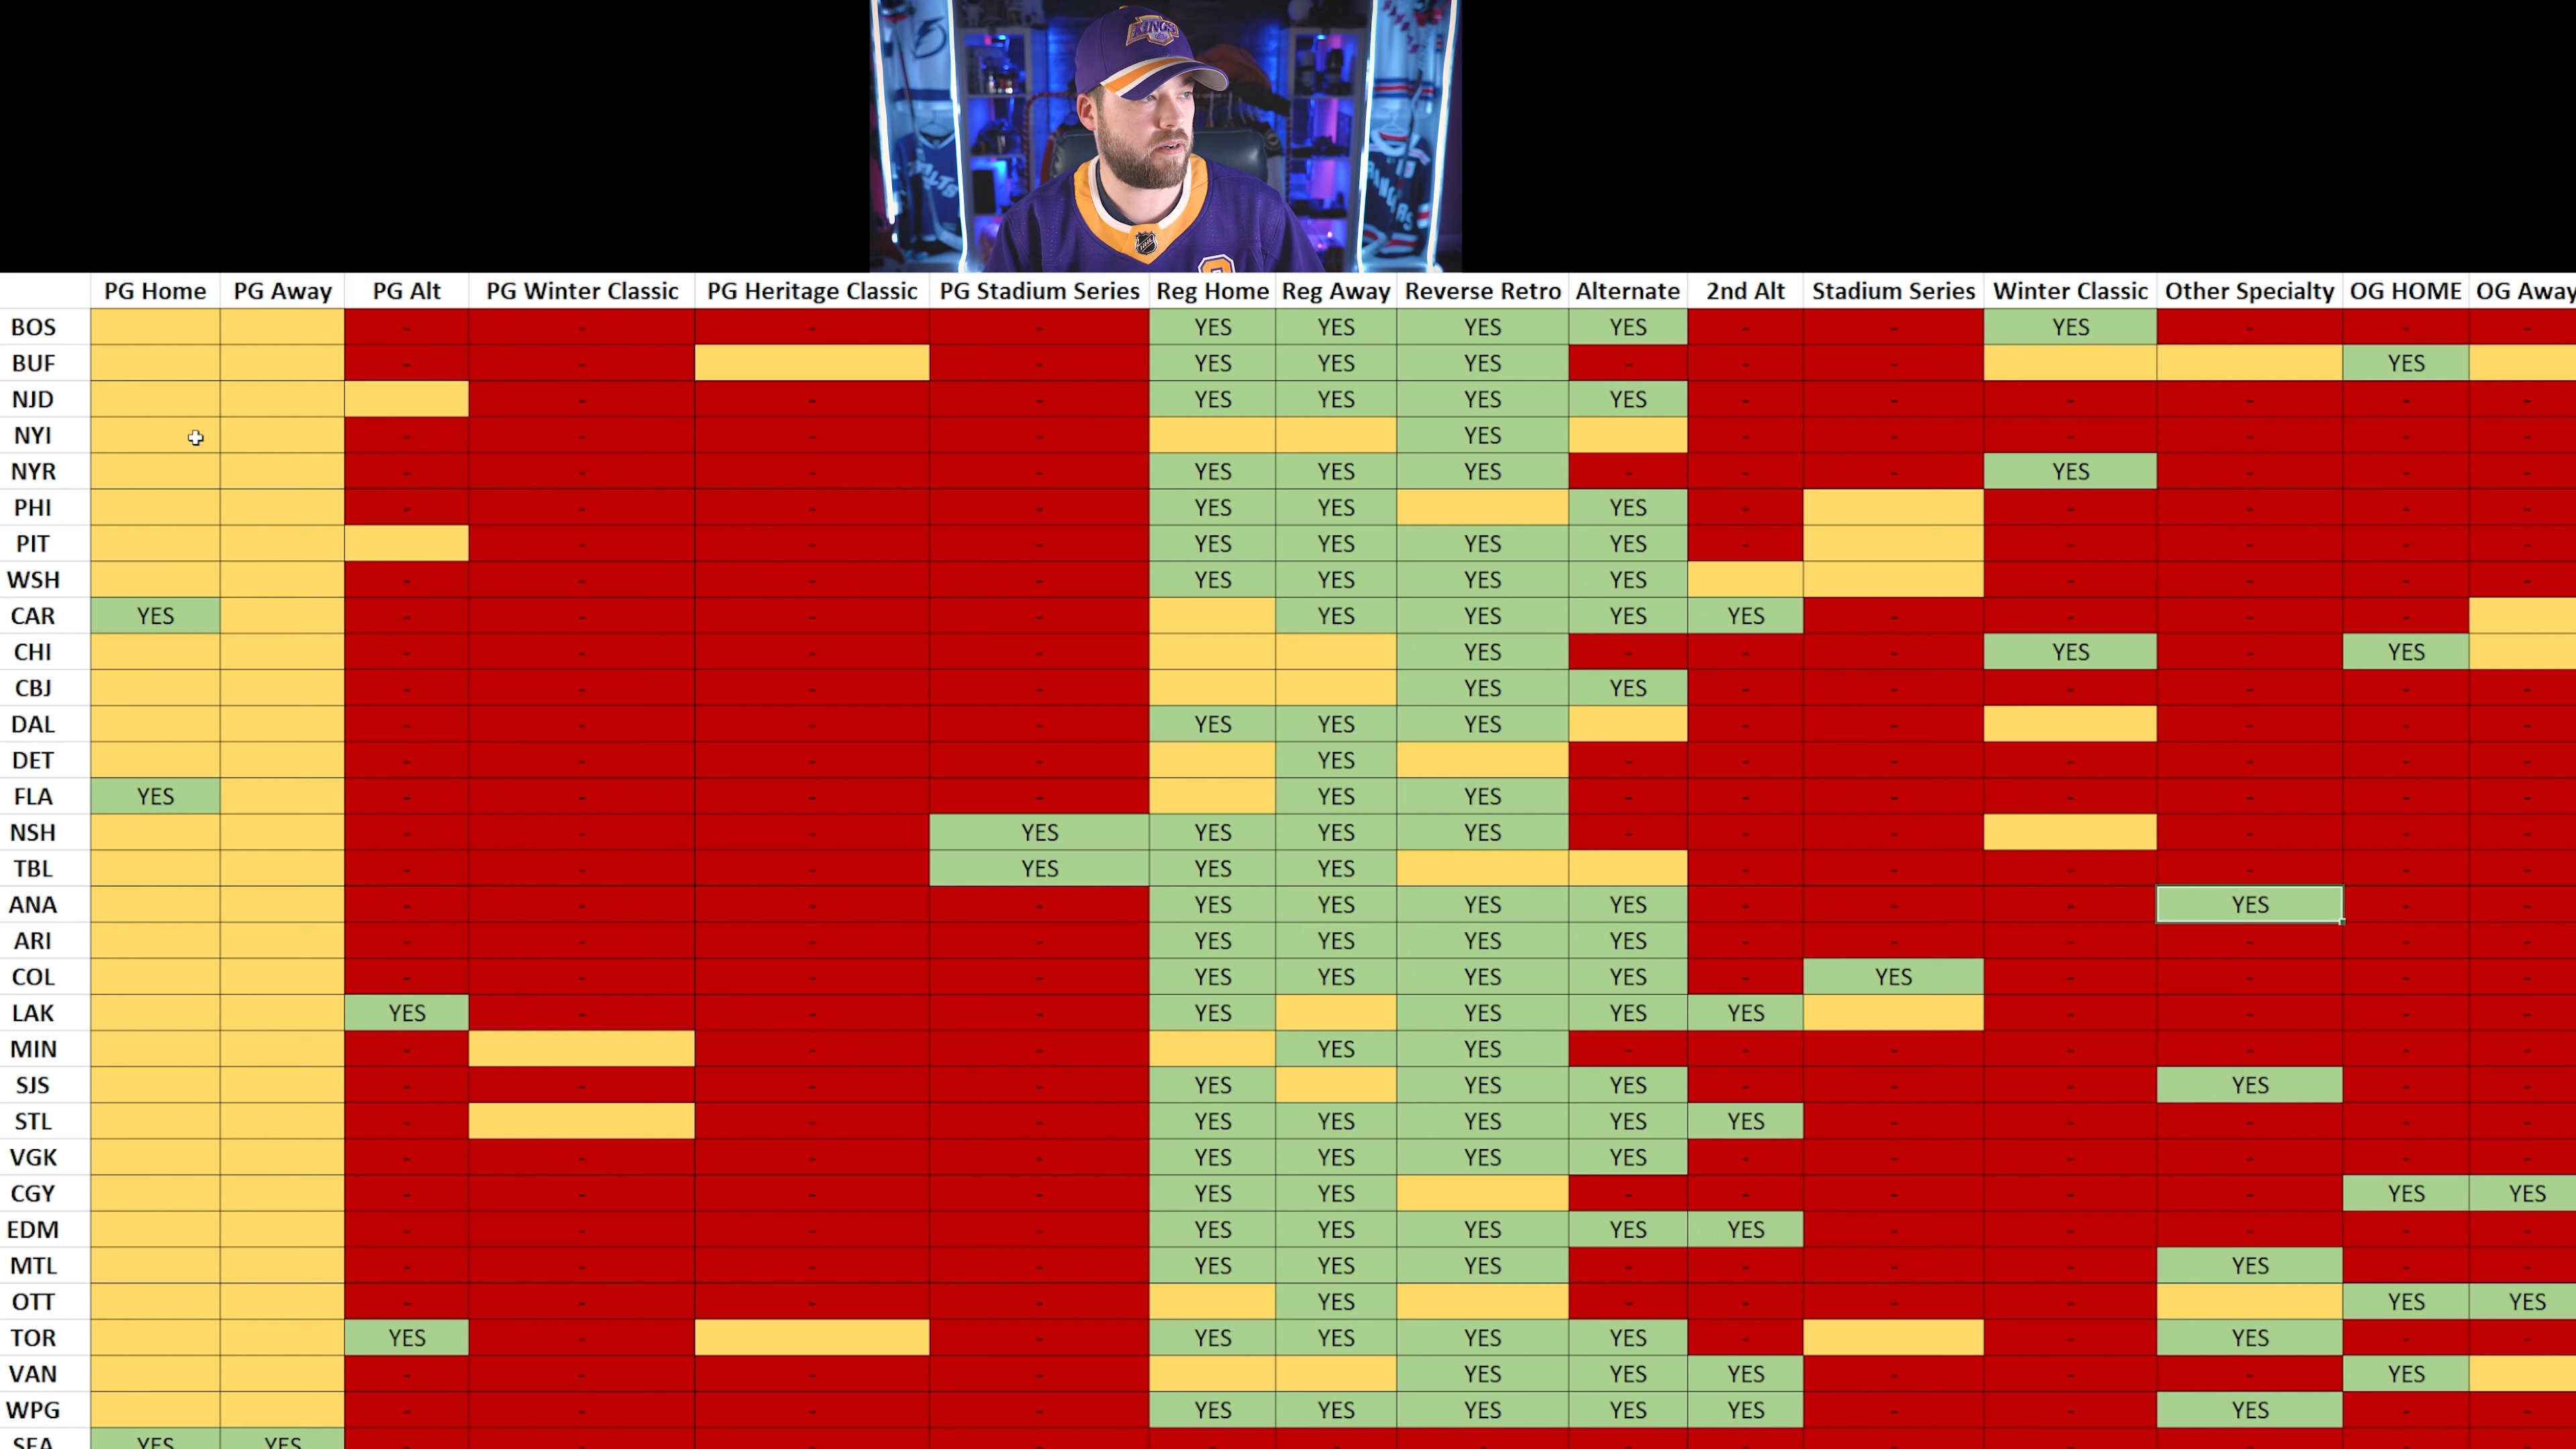 KINGS
PG Home PG Away PG Alt PG Winter Classic PG Heritage Classic PG Stadium Series Reg Home Reg Away Reverse Retro Alternate 2nd Alt Stadium Series Winter Classic Other Specialty OG HOME OG Away
BOS - - - - YES YES YES YES - - YES - - -
BUF - - - YES YES YES - - - YES
NJD - - - YES YES YES YES - - - - - -
NYI - - - - YES - - - - - -
NYR - - - - YES YES YES - - - YES - - -
PHI - - - - YES YES YES - - - - -
PIT - - - YES YES YES YES - - - - -
WSH - - - - YES YES YES YES - - - -
CAR YES - - - - YES YES YES YES - - - -
CHI - - - - YES - - - YES - YES
CBJ - - - - YES YES - - - - - -
DAL - - - - YES YES YES - - - - -
DET - - - - YES - - - - - - -
FLA YES - - - - YES YES - - - - - - -
NSH - - - YES YES YES YES - - - - - -
TBL - - - YES YES YES - - - - - -
ANA - - - - YES YES YES YES - - - YES - -
ARI - - - - YES YES YES YES - - - - - -
COL - - - - YES YES YES YES - YES - - - -
LAK YES - - - YES YES YES YES - - - -
MIN - - - YES YES - - - - - - -
SJS - - - - YES YES YES - - - YES - -
STL - - - YES YES YES YES YES - - - - -
VGK - - - - YES YES YES YES - - - - - -
CGY - - - - YES YES - - - - - YES YES
EDM - - - - YES YES YES YES YES - - - - -
MTL - - - - YES YES YES - - - - YES - -
OTT - - - - YES - - - - YES YES
TOR YES - - YES YES YES YES - - YES - -
VAN - - - - YES YES YES - - - YES
WPG - - - - YES YES YES YES YES - - YES - -
SEA YES YES